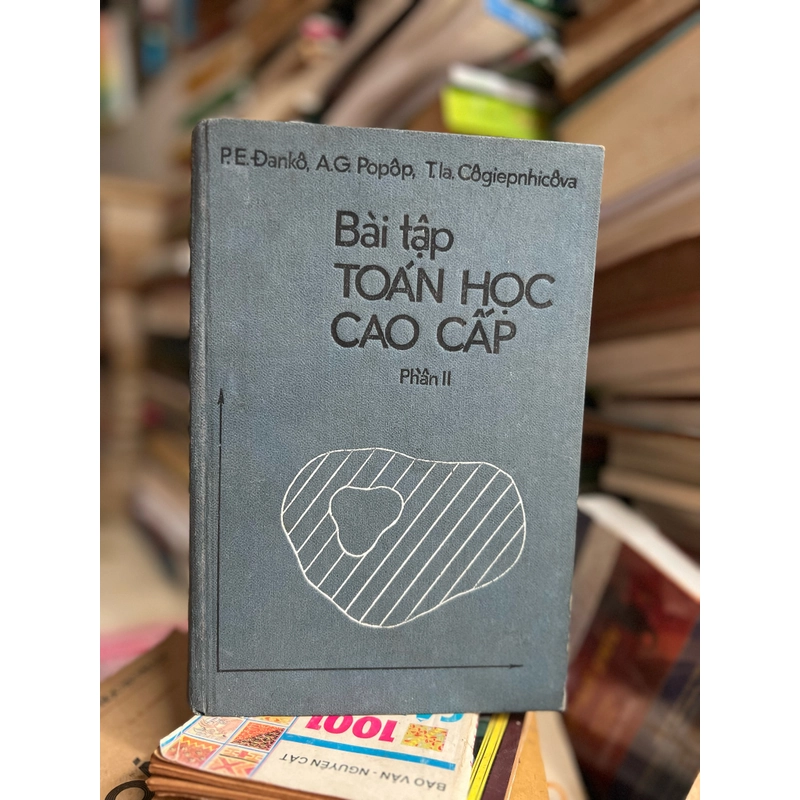 P.E.Đankô, A.G. Popôp, T.Ia. Côgiepnhicôva
Bài tập
TOÁN HỌC
CAO CẤP
Phần II
1001
BẢO VÂN - NGUYÊN CÁT